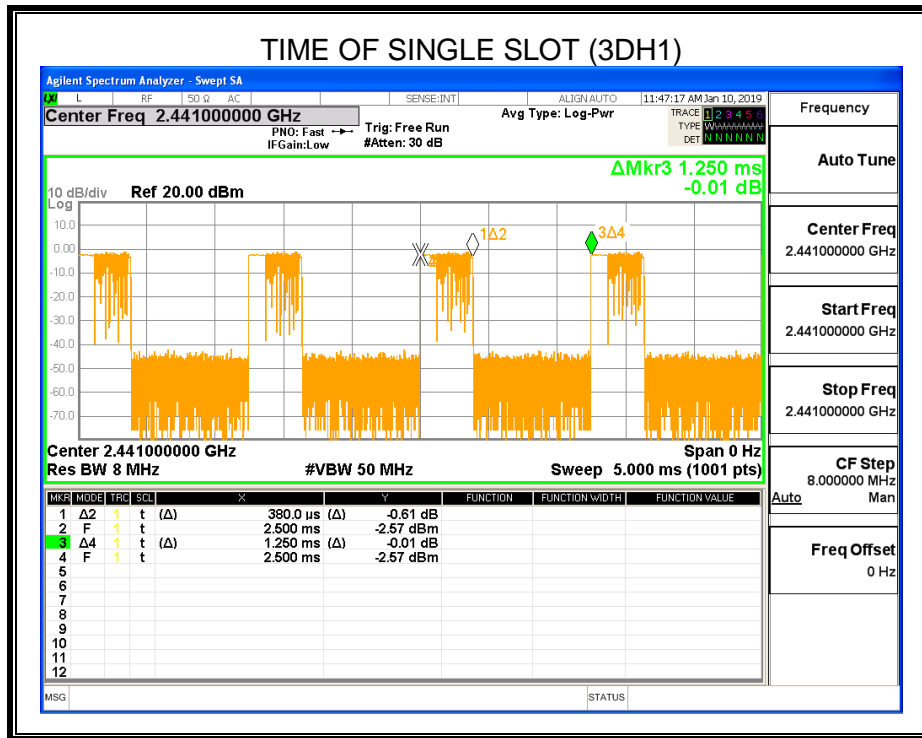 TIME OF SINGLE SLOT (3DH1)
Agilent Spectrum Analyzer - Swept SA
LXI L RF 50 Ω AC SENSE:INT ALIGN AUTO 11:47:17 AM Jan 10, 2019
Center Freq 2.441000000 GHz
PNO: Fast
IFGain:Low
Trig: Free Run
#Atten: 30 dB
Avg Type: Log-Pwr
TRACE 1 2 3 4 5 6
TYPE
DET N N N N N N
ΔMkr3 1.250 ms
-0.01 dB
10 dB/div Ref 20.00 dBm
Log
10.0
0.00
-10.0
-20.0
-30.0
-40.0
-50.0
-60.0
-70.0
1Δ2
3Δ4
Center 2.441000000 GHz Span 0 Hz
Res BW 8 MHz #VBW 50 MHz Sweep 5.000 ms (1001 pts)
MKR MODE TRC SCL X Y FUNCTION FUNCTION WIDTH FUNCTION VALUE
1 Δ2 1 t (Δ) 380.0 µs (Δ) -0.61 dB
2 F 1 t 2.500 ms -2.57 dBm
3 Δ4 1 t (Δ) 1.250 ms (Δ) -0.01 dB
4 F 1 t 2.500 ms -2.57 dBm
5
6
7
8
9
10
11
12
MSG STATUS
Frequency
Auto Tune
Center Freq
2.441000000 GHz
Start Freq
2.441000000 GHz
Stop Freq
2.441000000 GHz
CF Step
8.000000 MHz
Auto Man
Freq Offset
0 Hz